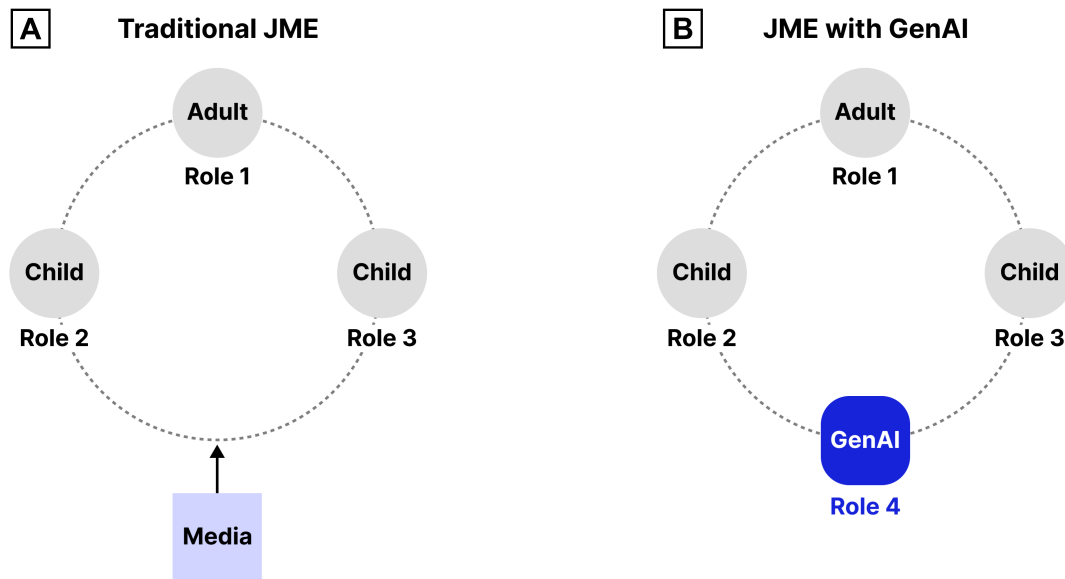 A
Traditional JME
Adult
Role 1
Child
Role 2
Child
Role 3
Media
B
JME with GenAI
Adult
Role 1
Child
Role 2
Child
Role 3
GenAI
Role 4